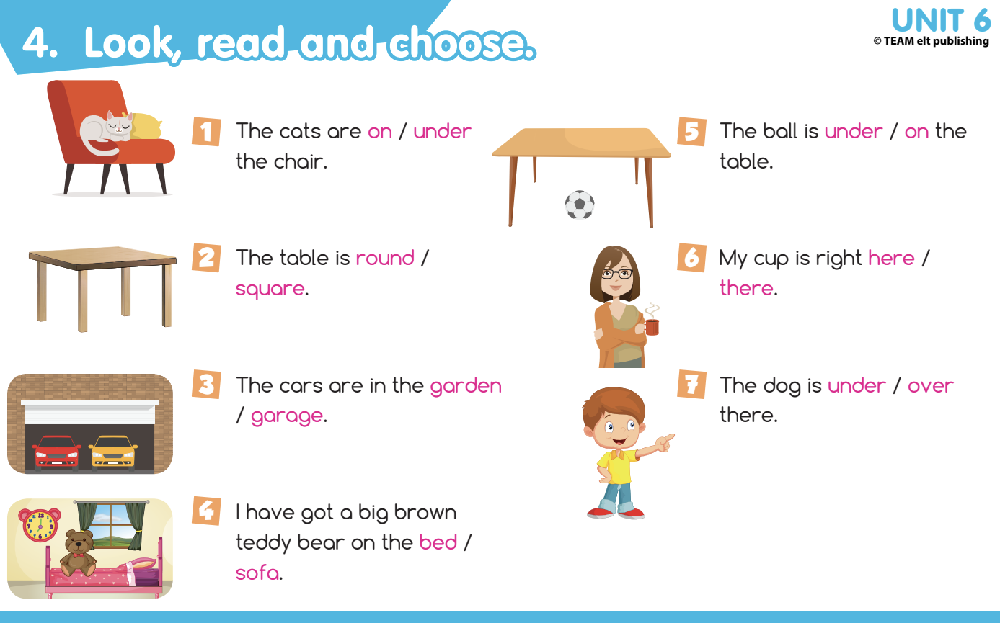 4. Look, read and choose.
UNIT 6
© TEAM elt publishing
1 The cats are on / under
the chair.
2 The table is round /
square.
3 The cars are in the garden
/ garage.
4 I have got a big brown
teddy bear on the bed /
sofa.
5 The ball is under / on the
table.
6 My cup is right here /
there.
7 The dog is under / over
there.